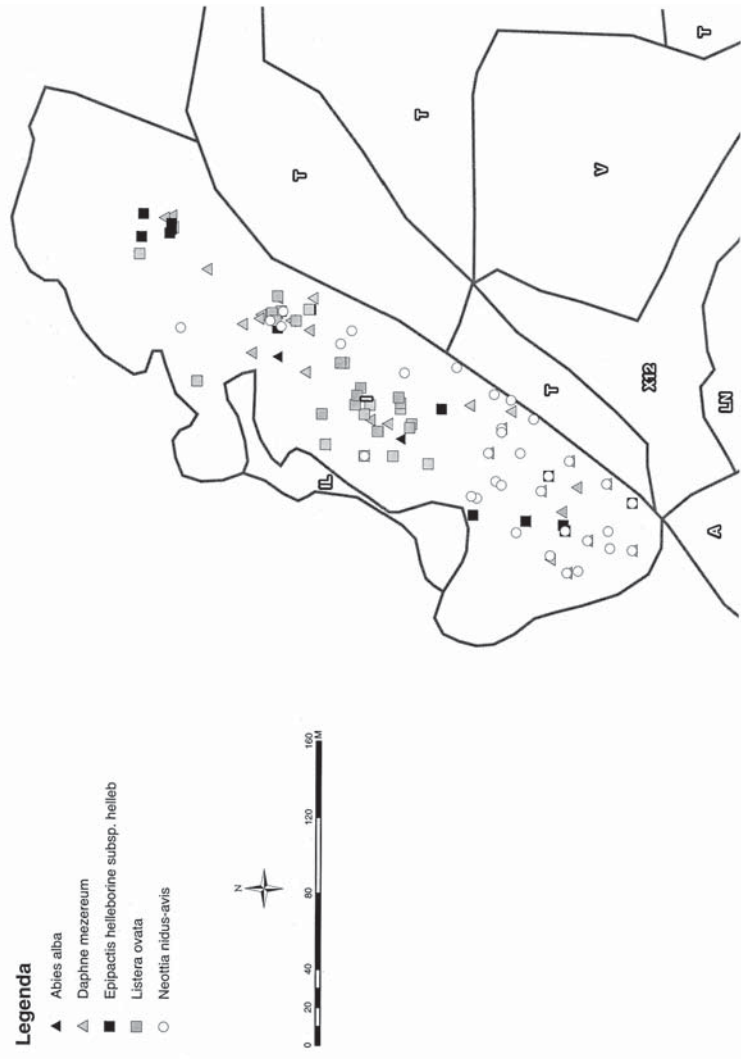 Legenda
Abies alba
Daphne mezereum
Epipactis helleborine subsp. helleb
Listera ovata
Neottia nidus-avis
N
0 20 40 80 120 160
M
T
T
T
V
T
X12
LN
A
I
IL